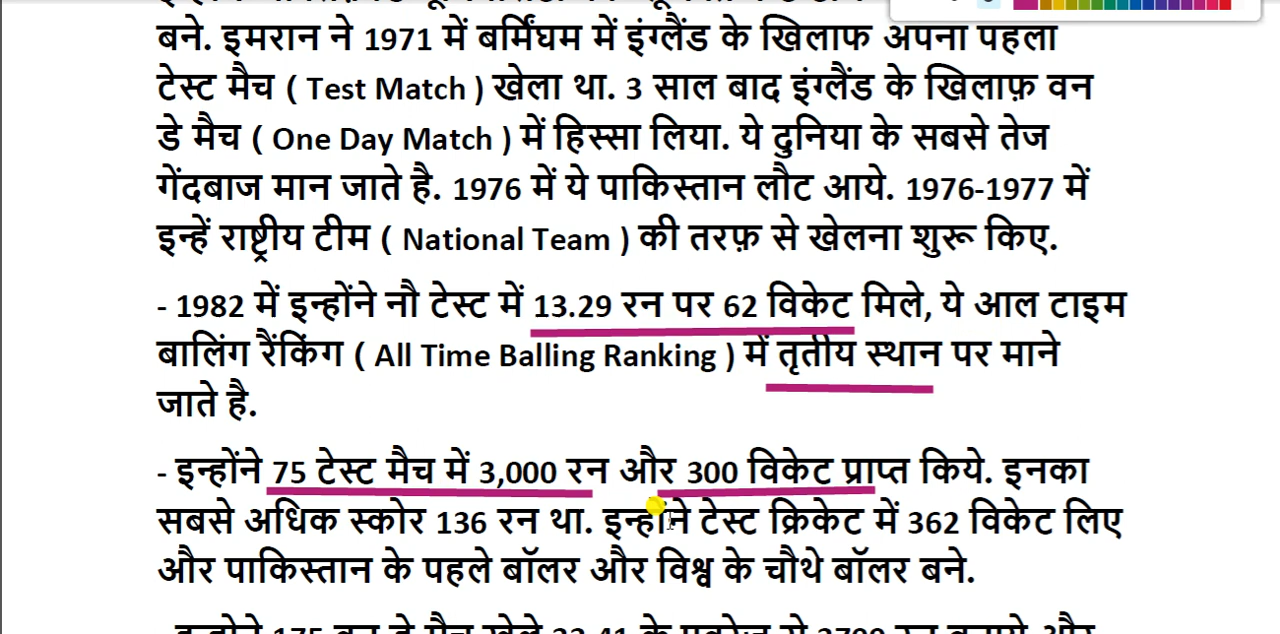 बने. इमरान ने 1971 में बर्मिंघम में इंग्लैंड के खिलाफ अपना पहला
टेस्ट मैच ( Test Match ) खेला था. 3 साल बाद इंग्लैंड के खिलाफ़ वन
डे मैच ( One Day Match ) में हिस्सा लिया. ये दुनिया के सबसे तेज
गेंदबाज मान जाते है. 1976 में ये पाकिस्तान लौट आये. 1976-1977 में
इन्हें राष्ट्रीय टीम ( National Team ) की तरफ़ से खेलना शुरू किए.
- 1982 में इन्होंने नौ टेस्ट में 13.29 रन पर 62 विकेट मिले, ये आल टाइम
बालिंग रैंकिंग ( All Time Balling Ranking ) में तृतीय स्थान पर माने
जाते है.
- इन्होंने 75 टेस्ट मैच में 3,000 रन और 300 विकेट प्राप्त किये. इनका
सबसे अधिक स्कोर 136 रन था. इन्होंने टेस्ट क्रिकेट में 362 विकेट लिए
और पाकिस्तान के पहले बॉलर और विश्व के चौथे बॉलर बने.